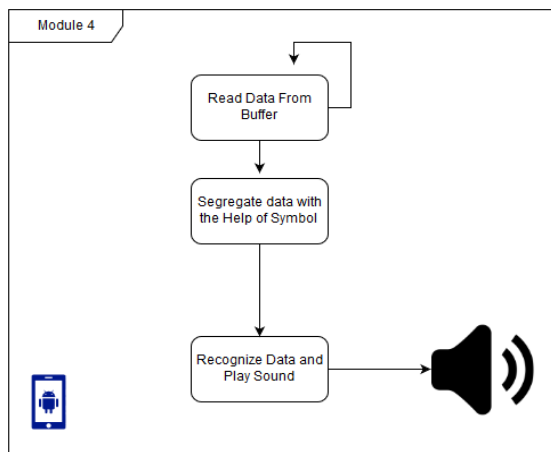 Module 4
Read Data From
Buffer
Segregate data with
the Help of Symbol
Recognize Data and
Play Sound